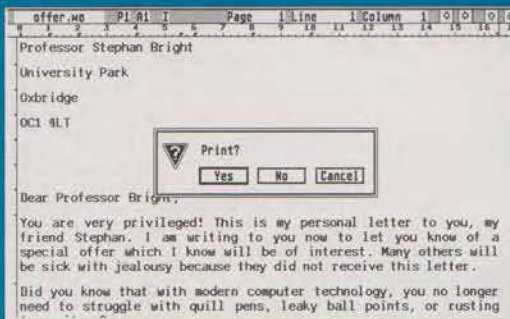 offer.wo P1 A1 I Page 1 Line 1 Column 1
Professor Stephan Bright
University Park
Oxbridge
OC1 4LT
Print?
Yes No Cancel
Dear Professor Bright,
You are very privileged! This is my personal letter to you, my
friend Stephan. I am writing to you now to let you know of a
special offer which I know will be of interest. Many others will
be sick with jealousy because they did not receive this letter.
Did you know that with modern computer technology, you no longer
need to struggle with quill pens, leaky ball points, or rusting